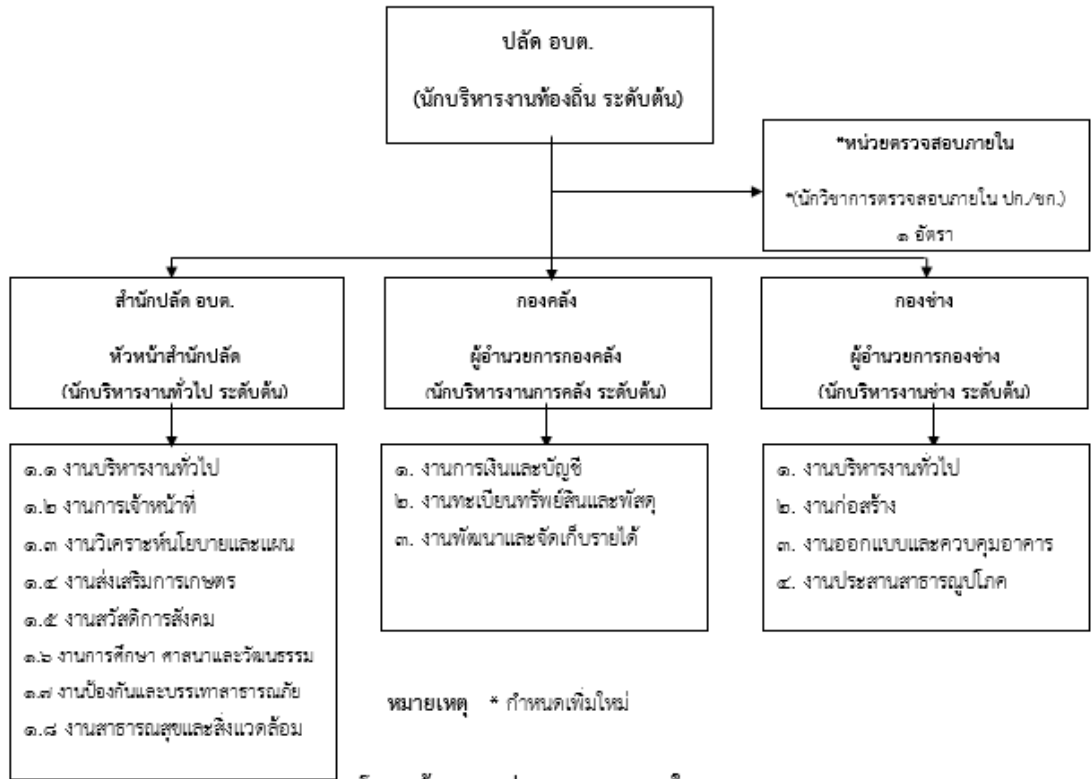 ปลัด อบต.
(นักบริหารงานท้องถิ่น ระดับต้น)
*หน่วยตรวจสอบภายใน
*(นักวิชาการตรวจสอบภายใน ปก./ชก.)
๑ อัตรา
สำนักปลัด อบต.
หัวหน้าสำนักปลัด
(นักบริหารงานทั่วไป ระดับต้น)
กองคลัง
ผู้อำนวยการกองคลัง
(นักบริหารงานการคลัง ระดับต้น)
กองช่าง
ผู้อำนวยการกองช่าง
(นักบริหารงานช่าง ระดับต้น)
๑.๑ งานบริหารงานทั่วไป
๑.๒ งานการเจ้าหน้าที่
๑.๓ งานวิเคราะห์นโยบายและแผน
๑.๔ งานส่งเสริมการเกษตร
๑.๕ งานสวัสดิการสังคม
๑.๖ งานการศึกษา ศาสนาและวัฒนธรรม
๑.๗ งานป้องกันและบรรเทาสาธารณภัย
๑.๘ งานสาธารณสุขและสิ่งแวดล้อม
๑. งานการเงินและบัญชี
๒. งานทะเบียนทรัพย์สินและพัสดุ
๓. งานพัฒนาและจัดเก็บรายได้
๑. งานบริหารงานทั่วไป
๒. งานก่อสร้าง
๓. งานออกแบบและควบคุมอาคาร
๔. งานประสานสาธารณูปโภค
หมายเหตุ * กำหนดเพิ่มใหม่